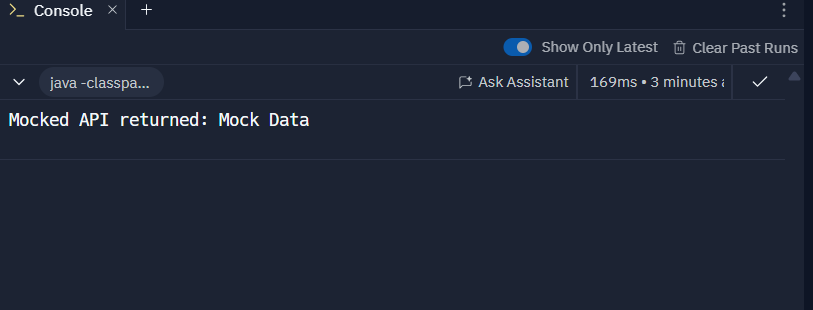 Console
Show Only Latest Clear Past Runs
java -classpa... Ask Assistant 169ms • 3 minutes
Mocked API returned: Mock Data